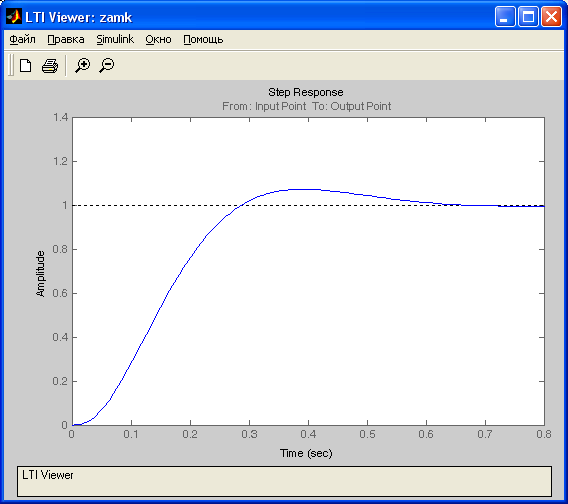 LTI Viewer: zamk
Файл Правка Simulink Окно Помощь
Step Response
From: Input Point To: Output Point
1.4
1.2
1
0.8
0.6
0.4
0.2
0
Amplitude
0 0.1 0.2 0.3 0.4 0.5 0.6 0.7 0.8
Time (sec)
LTI Viewer